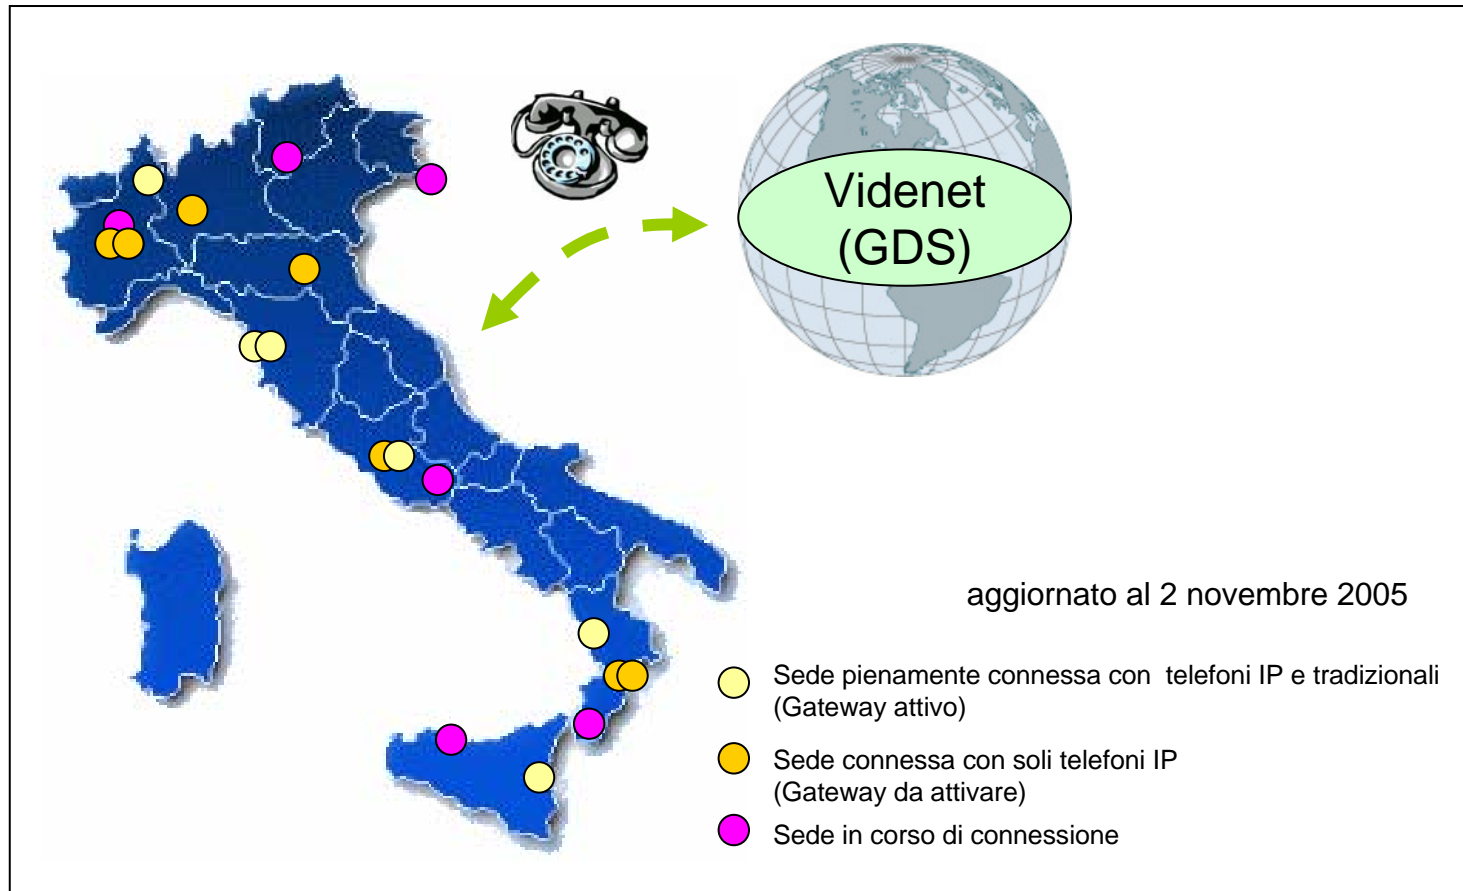 Videnet
(GDS)
aggiornato al 2 novembre 2005
Sede pienamente connessa con telefoni IP e tradizionali
(Gateway attivo)
Sede connessa con soli telefoni IP
(Gateway da attivare)
Sede in corso di connessione